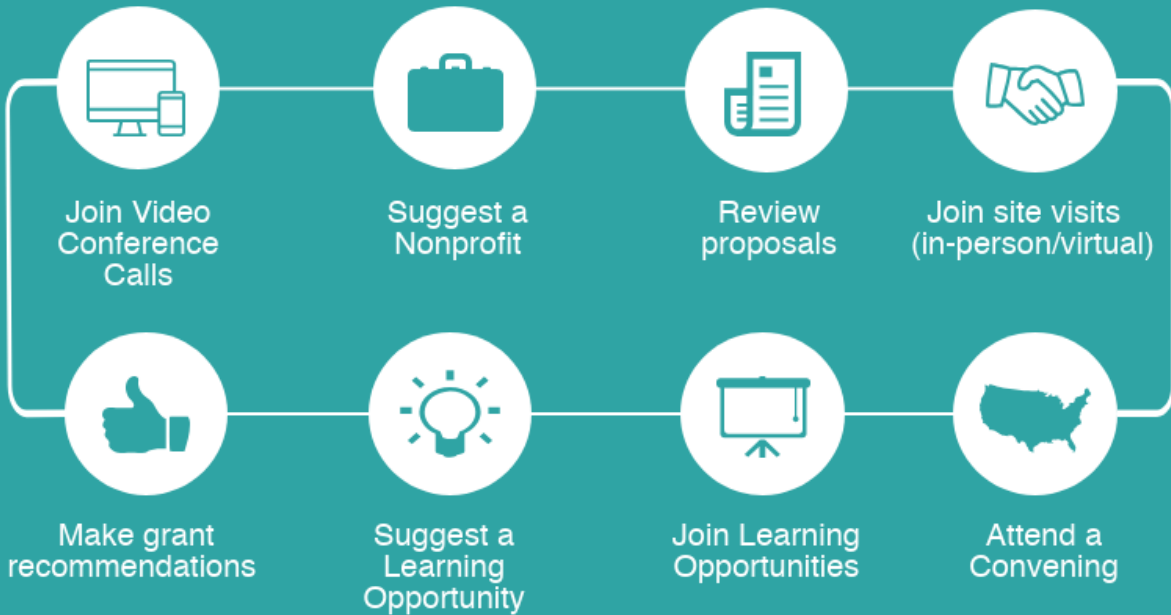 Join Video
Conference
Calls
Suggest a
Nonprofit
Review
proposals
Join site visits
(in-person/virtual)
Make grant
recommendations
Suggest a
Learning
Opportunity
Join Learning
Opportunities
Attend a
Convening